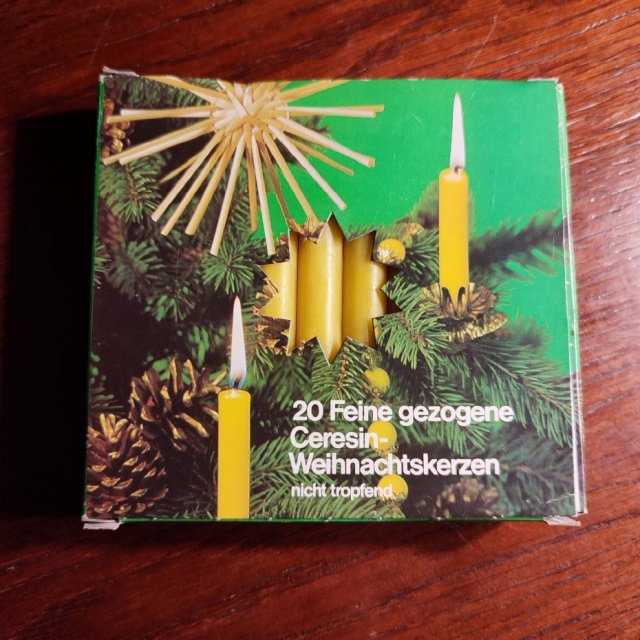 20 Feine gezogene
Ceresin-
Weihnachtskerzen
nicht tropfend